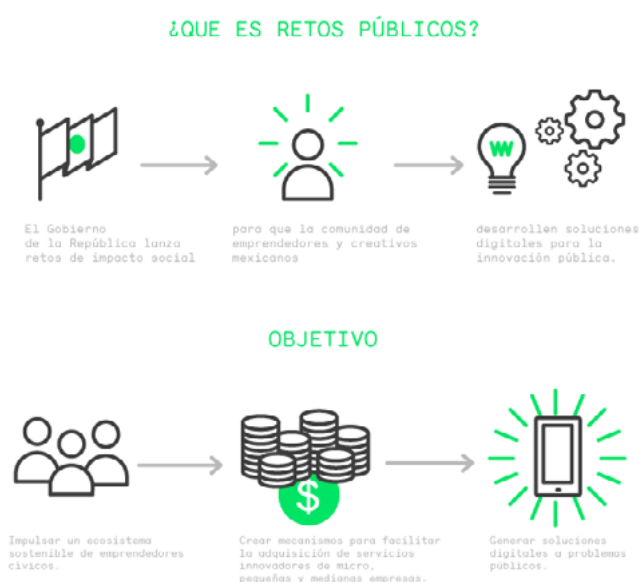 ¿QUE ES RETOS PÚBLICOS?
El Gobierno
de la República lanza
retos de impacto social
para que la comunidad de
emprendedores y creativos
mexicanos
desarrollen soluciones
digitales para la
innovación pública.
OBJETIVO
Impulsar un ecosistema
sostenible de emprendedores
cívicos.
$
Crear mecanismos para facilitar
la adquisición de servicios
innovadores de micro,
pequeñas y medianas empresas.
Generar soluciones
digitales a problemas
públicos.